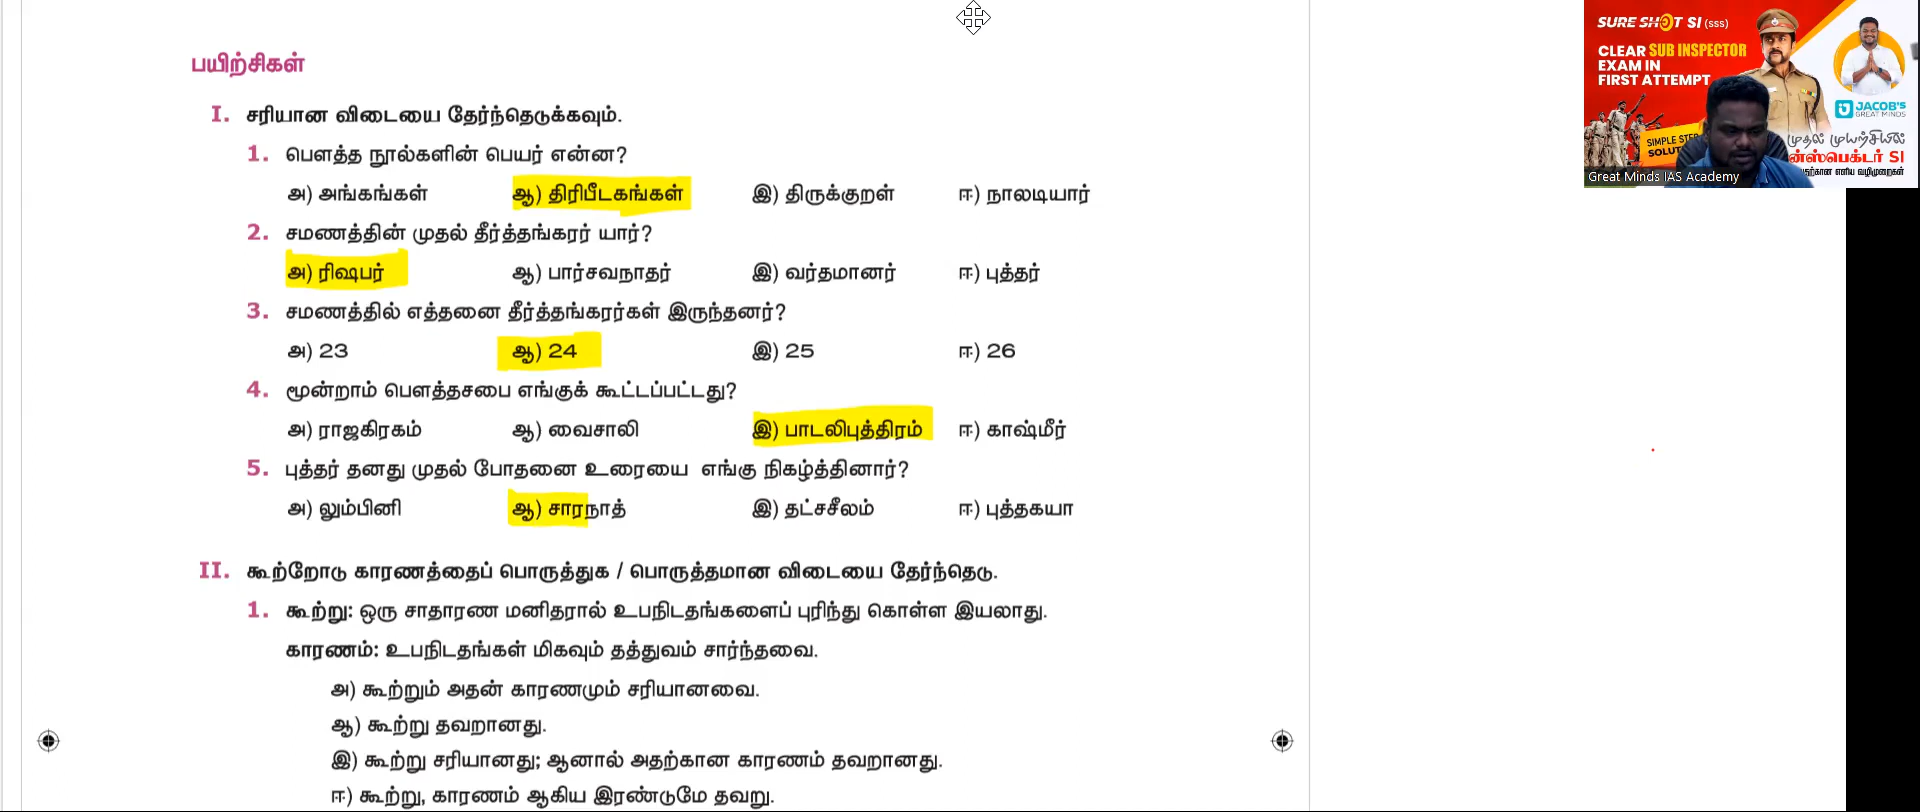 பயிற்சிகள்
I. சரியான விடையை தேர்ந்தெடுக்கவும்.
1. பௌத்த நூல்களின் பெயர் என்ன?
அ) அங்கங்கள் ஆ) திரிபீடகங்கள் இ) திருக்குறள் ஈ) நாலடியார்
2. சமணத்தின் முதல் தீர்த்தங்கரர் யார்?
அ) ரிஷபர் ஆ) பார்சவநாதர் இ) வர்தமானர் ஈ) புத்தர்
3. சமணத்தில் எத்தனை தீர்த்தங்கரர்கள் இருந்தனர்?
அ) 23 ஆ) 24 இ) 25 ஈ) 26
4. மூன்றாம் பௌத்தசபை எங்குக் கூட்டப்பட்டது?
அ) ராஜகிரகம் ஆ) வைசாலி இ) பாடலிபுத்திரம் ஈ) காஷ்மீர்
5. புத்தர் தனது முதல் போதனை உரையை எங்கு நிகழ்த்தினார்?
அ) லும்பினி ஆ) சாரநாத் இ) தட்சசீலம் ஈ) புத்தகயா
II. கூற்றோடு காரணத்தைப் பொருத்துக / பொருத்தமான விடையை தேர்ந்தெடு.
1. கூற்று: ஒரு சாதாரண மனிதரால் உபநிடதங்களைப் புரிந்து கொள்ள இயலாது.
காரணம்: உபநிடதங்கள் மிகவும் தத்துவம் சார்ந்தவை.
அ) கூற்றும் அதன் காரணமும் சரியானவை.
ஆ) கூற்று தவறானது.
இ) கூற்று சரியானது; ஆனால் அதற்கான காரணம் தவறானது.
ஈ) கூற்று, காரணம் ஆகிய இரண்டுமே தவறு.
SURE SHOT SI (sss)
CLEAR SUB INSPECTOR
EXAM IN
FIRST ATTEMPT
JACOB'S
GREAT MINDS
SIMPLE STEP
SOLUT
முதல் முயற்சியில்
ன்ஸ்பெக்டர் SI
Great Minds IAS Academy